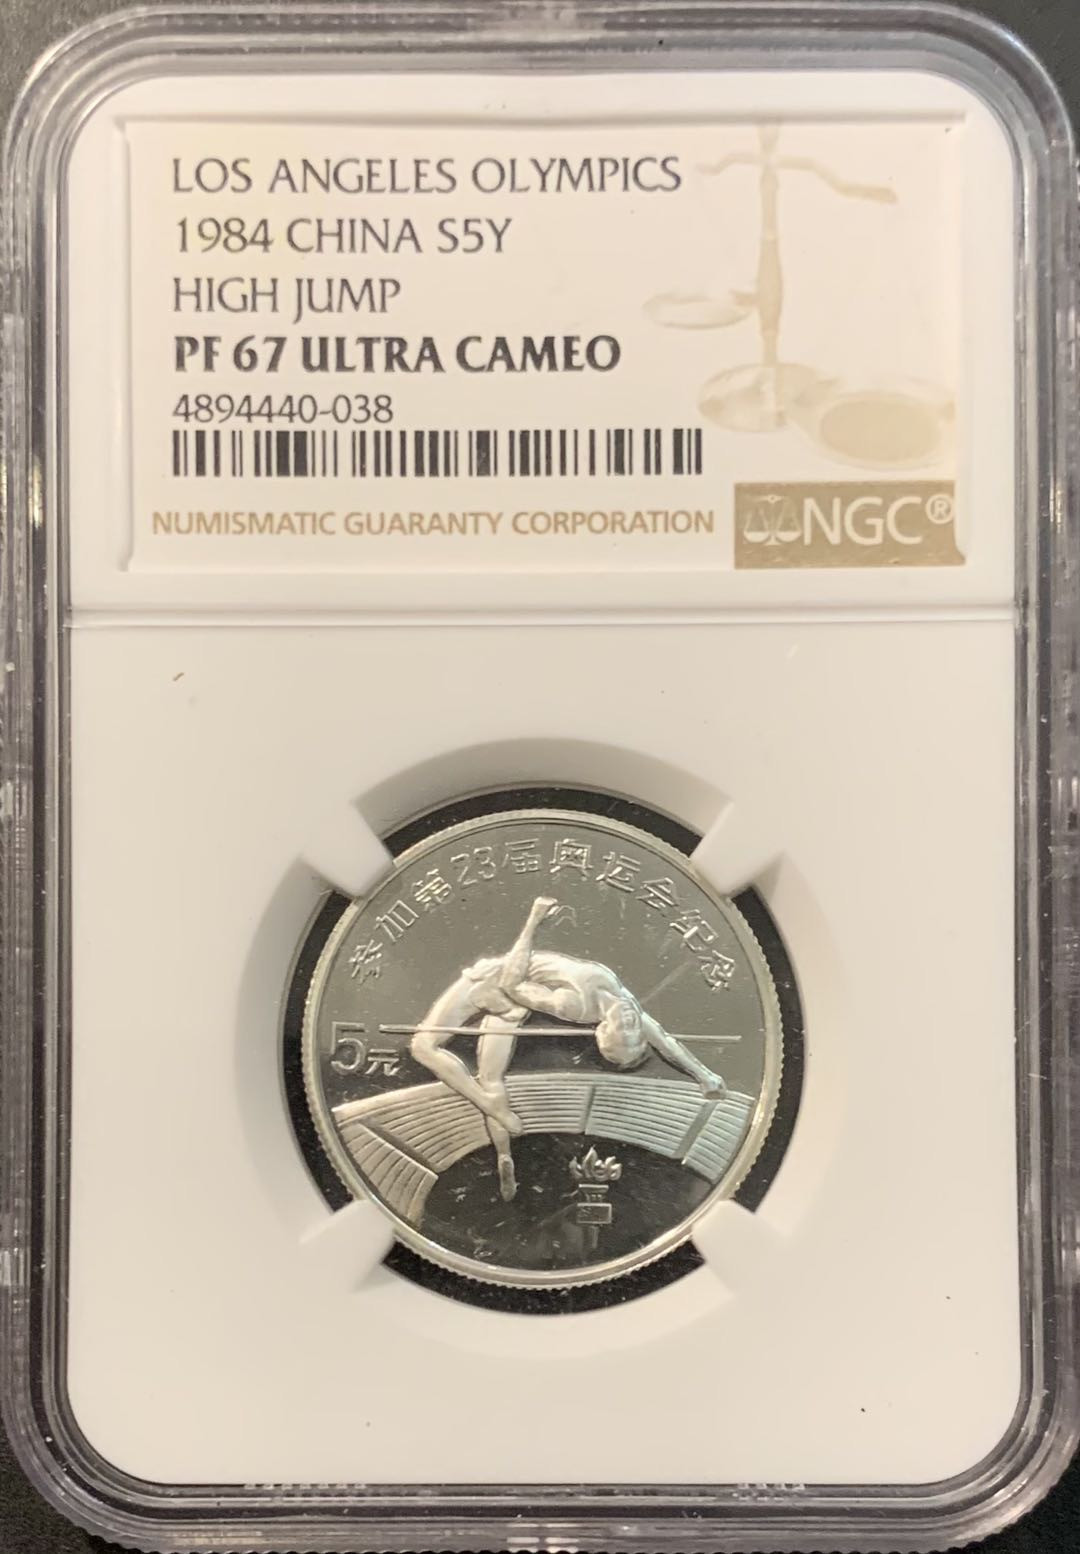 LOS ANGELES OLYMPICS
1984 CHINA S5Y
HIGH JUMP
PF 67 ULTRA CAMEO
4894440-038
NUMISMATIC GUARANTY CORPORATION
NGC®
参加第23届奥运会纪念
5元